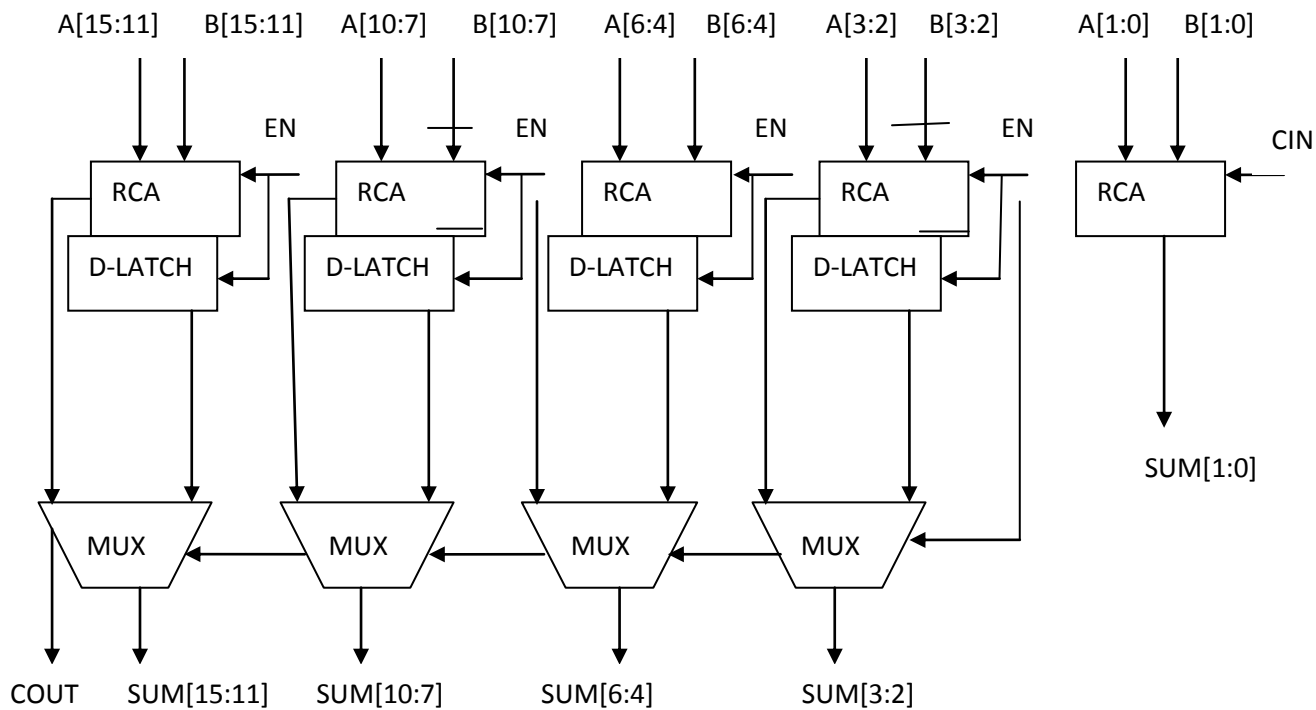 A[15:11] B[15:11] A[10:7] B[10:7] A[6:4] B[6:4] A[3:2] B[3:2] A[1:0] B[1:0]
EN EN EN EN CIN
RCA RCA RCA RCA RCA
D-LATCH D-LATCH D-LATCH D-LATCH
SUM[1:0]
MUX MUX MUX MUX
COUT SUM[15:11] SUM[10:7] SUM[6:4] SUM[3:2]